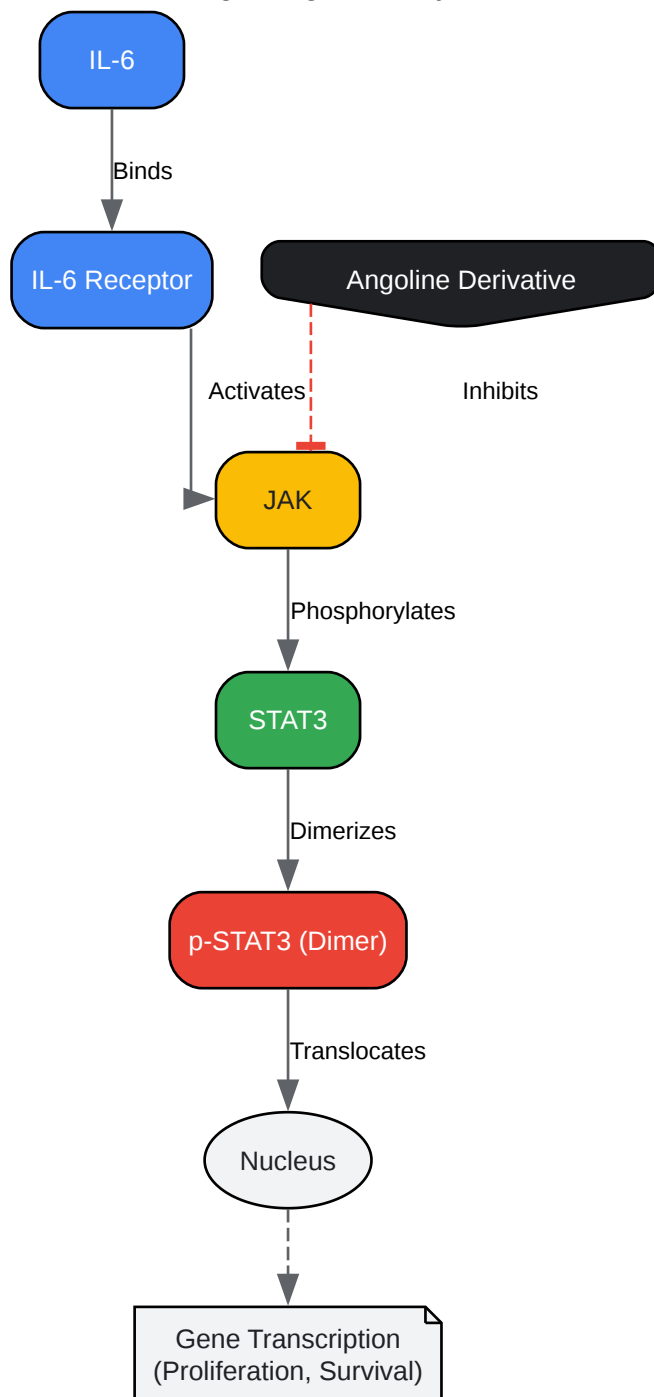 IL-6
Binds
IL-6 Receptor
Angoline Derivative
Activates
Inhibits
JAK
Phosphorylates
STAT3
Dimerizes
p-STAT3 (Dimer)
Translocates
Nucleus
Gene Transcription
(Proliferation, Survival)